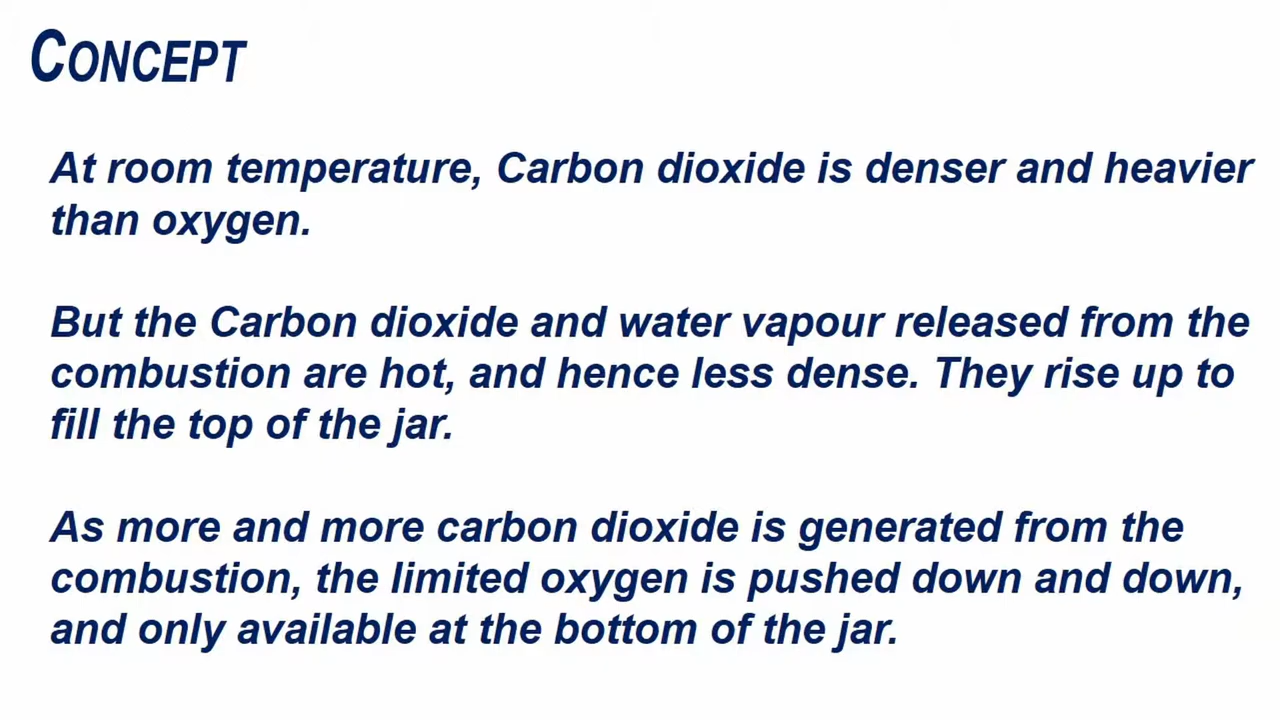 CONCEPT
At room temperature, Carbon dioxide is denser and heavier
than oxygen.
But the Carbon dioxide and water vapour released from the
combustion are hot, and hence less dense. They rise up to
fill the top of the jar.
As more and more carbon dioxide is generated from the
combustion, the limited oxygen is pushed down and down,
and only available at the bottom of the jar.